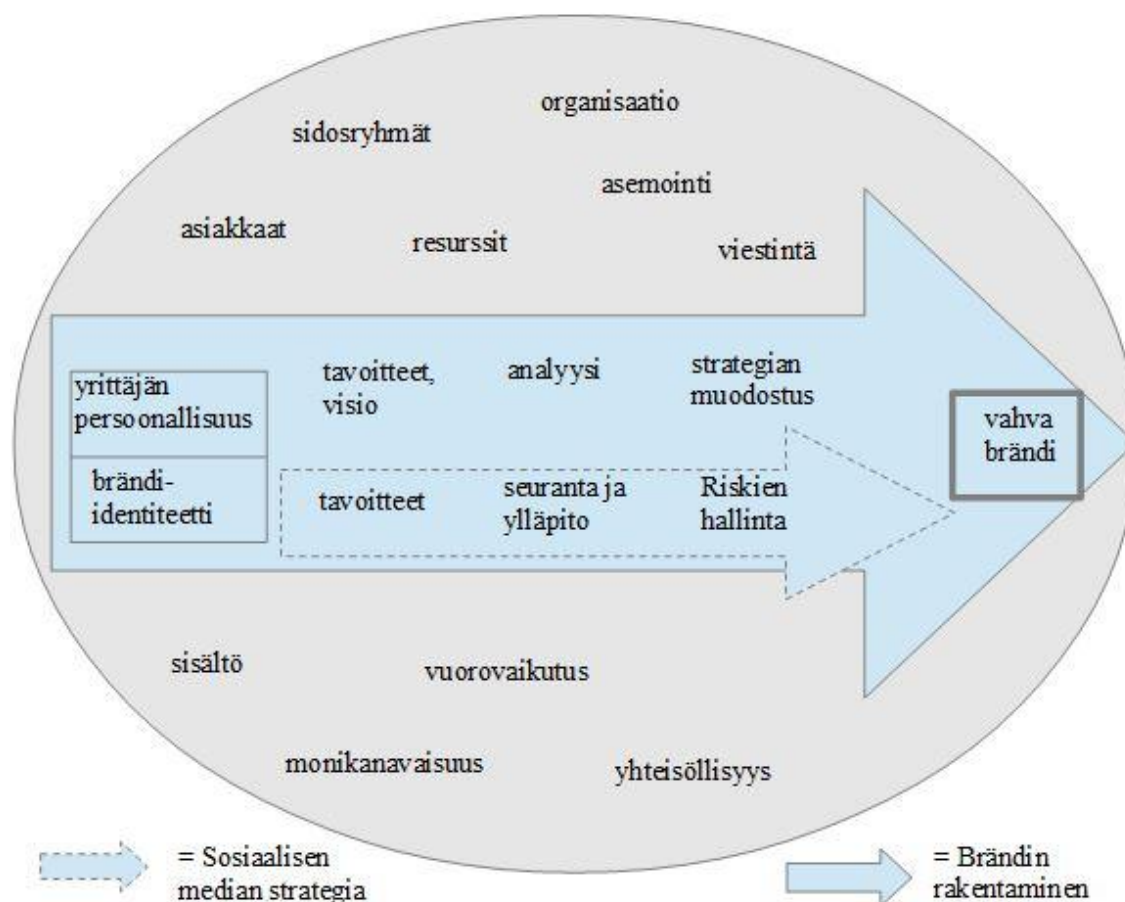 organisaatio
sidosryhmät
asemointi
asiakkaat
resurssit
viestintä
yrittäjän
persoonallisuus
tavoitteet,
visio
analyysi
strategian
muodostus
vahva
brändi
brändi-
identiteetti
tavoitteet
seuranta ja
ylläpito
Riskien
hallinta
sisältö
vuorovaikutus
monikanavaisuus
yhteisöllisyys
= Sosiaalisen
median strategia
= Brändin
rakentaminen